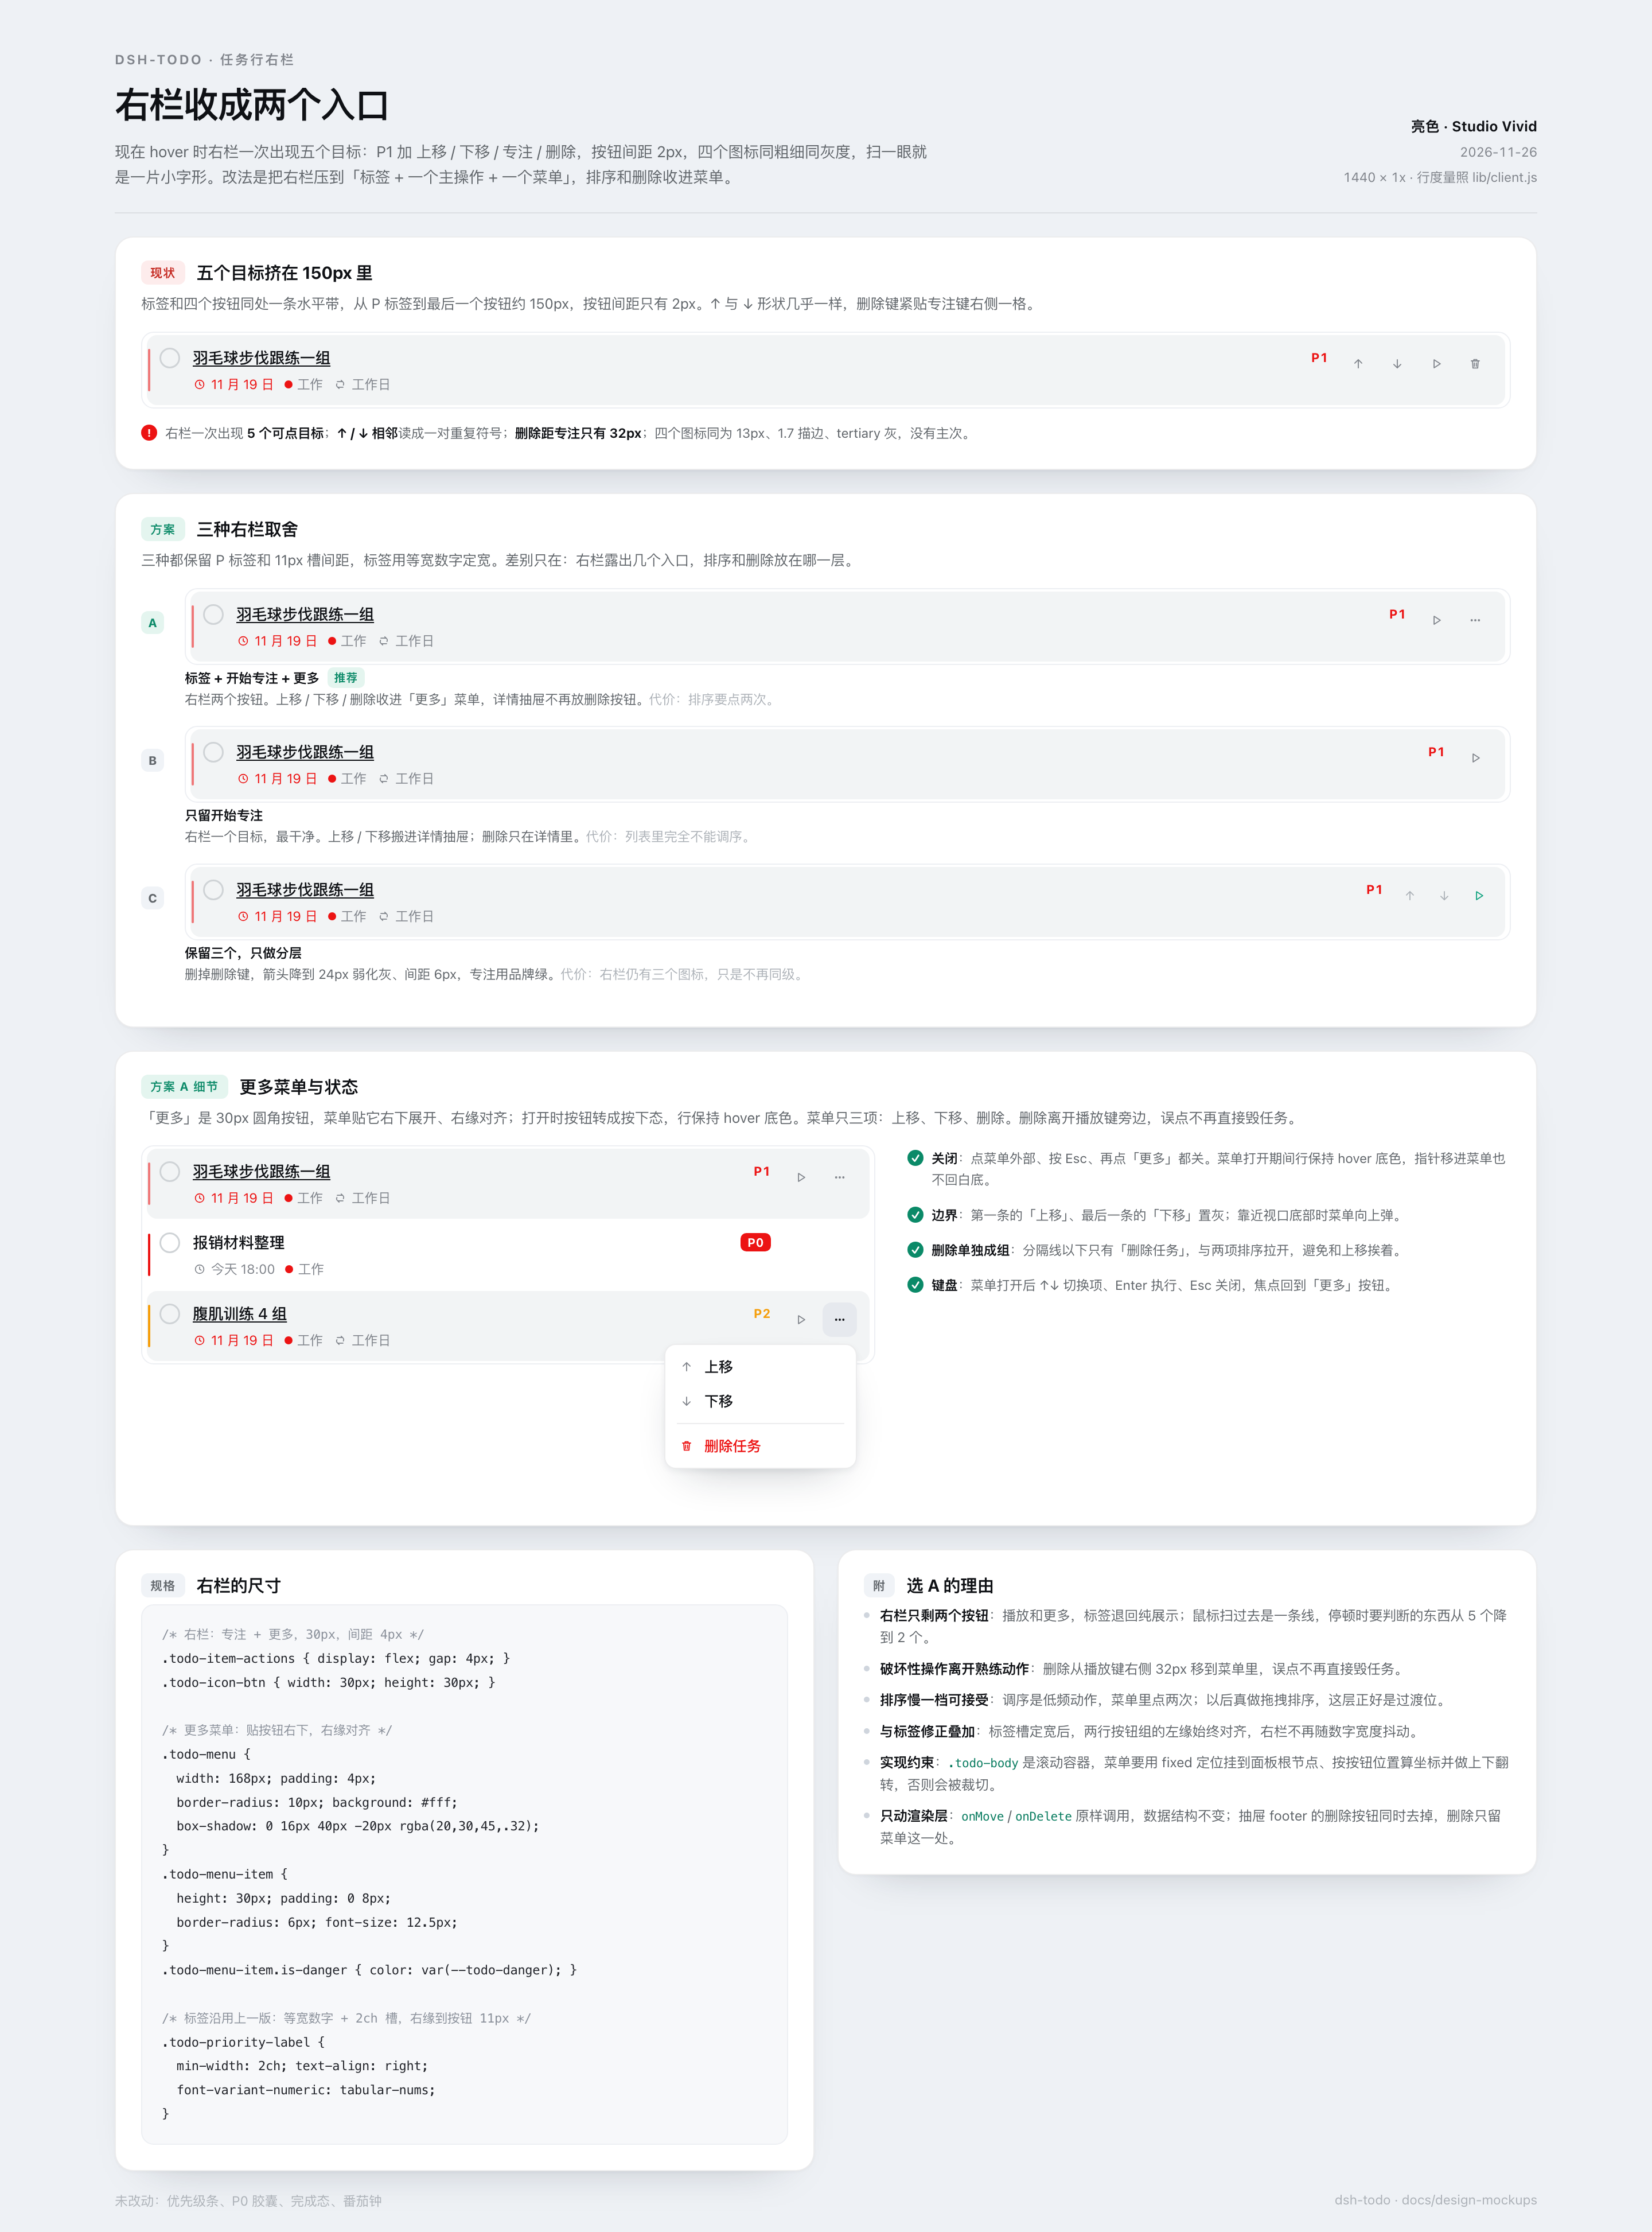 DSH-TODO · 任务行右栏
右栏收成两个入口
现在 hover 时右栏一次出现五个目标：P1 加 上移 / 下移 / 专注 / 删除，按钮间距 2px，四个图标同粗细同灰度，扫一眼就
是一片小字形。改法是把右栏压到「标签 + 一个主操作 + 一个菜单」，排序和删除收进菜单。
亮色 · Studio Vivid
2026-11-26
1440 × 1x · 行度量照 lib/client.js
现状 五个目标挤在 150px 里
标签和四个按钮同处一条水平带，从 P 标签到最后一个按钮约 150px，按钮间距只有 2px。↑ 与 ↓ 形状几乎一样，删除键紧贴专注键右侧一格。
羽毛球步伐跟练一组 P1
11 月 19 日 工作 工作日
右栏一次出现 5 个可点目标；↑ / ↓ 相邻读成一对重复符号；删除距专注只有 32px；四个图标同为 13px、1.7 描边、tertiary 灰，没有主次。
方案 三种右栏取舍
三种都保留 P 标签和 11px 槽间距，标签用等宽数字定宽。差别只在：右栏露出几个入口，排序和删除放在哪一层。
A
羽毛球步伐跟练一组 P1
11 月 19 日 工作 工作日
标签 + 开始专注 + 更多 推荐
右栏两个按钮。上移 / 下移 / 删除收进「更多」菜单，详情抽屉不再放删除按钮。代价：排序要点两次。
B
羽毛球步伐跟练一组 P1
11 月 19 日 工作 工作日
只留开始专注
右栏一个目标，最干净。上移 / 下移搬进详情抽屉；删除只在详情里。代价：列表里完全不能调序。
C
羽毛球步伐跟练一组 P1
11 月 19 日 工作 工作日
保留三个，只做分层
删掉删除键，箭头降到 24px 弱化灰、间距 6px，专注用品牌绿。代价：右栏仍有三个图标，只是不再同级。
方案 A 细节 更多菜单与状态
「更多」是 30px 圆角按钮，菜单贴它右下展开、右缘对齐；打开时按钮转成按下态，行保持 hover 底色。菜单只三项：上移、下移、删除。删除离开播放键旁边，误点不再直接毁任务。
羽毛球步伐跟练一组 P1
11 月 19 日 工作 工作日
报销材料整理 P0
今天 18:00 工作
腹肌训练 4 组 P2
11 月 19 日 工作 工作日
上移
下移
删除任务
关闭：点菜单外部、按 Esc、再点「更多」都关。菜单打开期间行保持 hover 底色，指针移进菜单也
不回白底。
边界：第一条的「上移」、最后一条的「下移」置灰；靠近视口底部时菜单向上弹。
删除单独成组：分隔线以下只有「删除任务」，与两项排序拉开，避免和上移挨着。
键盘：菜单打开后 ↑↓ 切换项、Enter 执行、Esc 关闭，焦点回到「更多」按钮。
规格 右栏的尺寸
/* 右栏：专注 + 更多，30px，间距 4px */
.todo-item-actions { display: flex; gap: 4px; }
.todo-icon-btn { width: 30px; height: 30px; }
/* 更多菜单：贴按钮右下，右缘对齐 */
.todo-menu {
width: 168px; padding: 4px;
border-radius: 10px; background: #fff;
box-shadow: 0 16px 40px -20px rgba(20,30,45,.32);
}
.todo-menu-item {
height: 30px; padding: 0 8px;
border-radius: 6px; font-size: 12.5px;
}
.todo-menu-item.is-danger { color: var(--todo-danger); }
/* 标签沿用上一版：等宽数字 + 2ch 槽，右缘到按钮 11px */
.todo-priority-label {
min-width: 2ch; text-align: right;
font-variant-numeric: tabular-nums;
}
附 选 A 的理由
右栏只剩两个按钮：播放和更多，标签退回纯展示；鼠标扫过去是一条线，停顿时要判断的东西从 5 个降
到 2 个。
破坏性操作离开熟练动作：删除从播放键右侧 32px 移到菜单里，误点不再直接毁任务。
排序慢一档可接受：调序是低频动作，菜单里点两次；以后真做拖拽排序，这层正好是过渡位。
与标签修正叠加：标签槽定宽后，两行按钮组的左缘始终对齐，右栏不再随数字宽度抖动。
实现约束：.todo-body 是滚动容器，菜单要用 fixed 定位挂到面板根节点、按按钮位置算坐标并做上下翻
转，否则会被裁切。
只动渲染层：onMove / onDelete 原样调用，数据结构不变；抽屉 footer 的删除按钮同时去掉，删除只留
菜单这一处。
未改动：优先级条、P0 胶囊、完成态、番茄钟
dsh-todo · docs/design-mockups